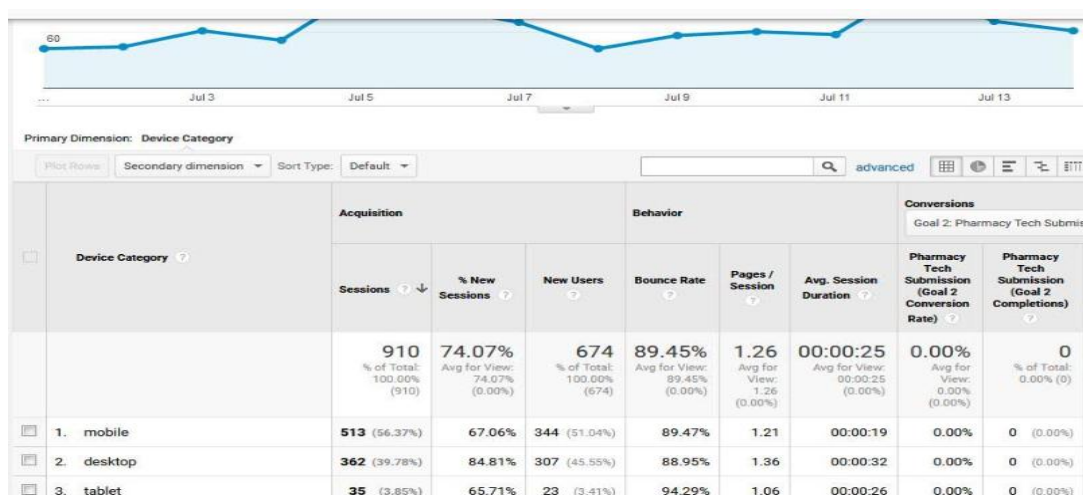 60
... Jul 3 Jul 5 Jul 7 Jul 9 Jul 11 Jul 13
Primary Dimension: Device Category
Plot Rows Secondary dimension Sort Type: Default advanced
Acquisition Behavior Conversions
Goal 2: Pharmacy Tech Submis
Device Category ?
Sessions ?
% New Sessions ?
New Users ?
Bounce Rate ?
Pages / Session ?
Avg. Session Duration ?
Pharmacy Tech Submission (Goal 2 Conversion Rate) ?
Pharmacy Tech Submission (Goal 2 Completions) ?
910 74.07% 674 89.45% 1.26 00:00:25 0.00% 0
% of Total: 100.00% (910)
Avg for View: 74.07% (0.00%)
% of Total: 100.00% (674)
Avg for View: 89.45% (0.00%)
Avg for View: 1.26 (0.00%)
Avg for View: 00:00:25 (0.00%)
Avg for View: 0.00% (0.00%)
% of Total: 0.00% (0)
1. mobile 513 (56.37%) 67.06% 344 (51.04%) 89.47% 1.21 00:00:19 0.00% 0 (0.00%)
2. desktop 362 (39.78%) 84.81% 307 (45.55%) 88.95% 1.36 00:00:32 0.00% 0 (0.00%)
3. tablet 35 (3.85%) 65.71% 23 (3.41%) 94.29% 1.06 00:00:26 0.00% 0 (0.00%)